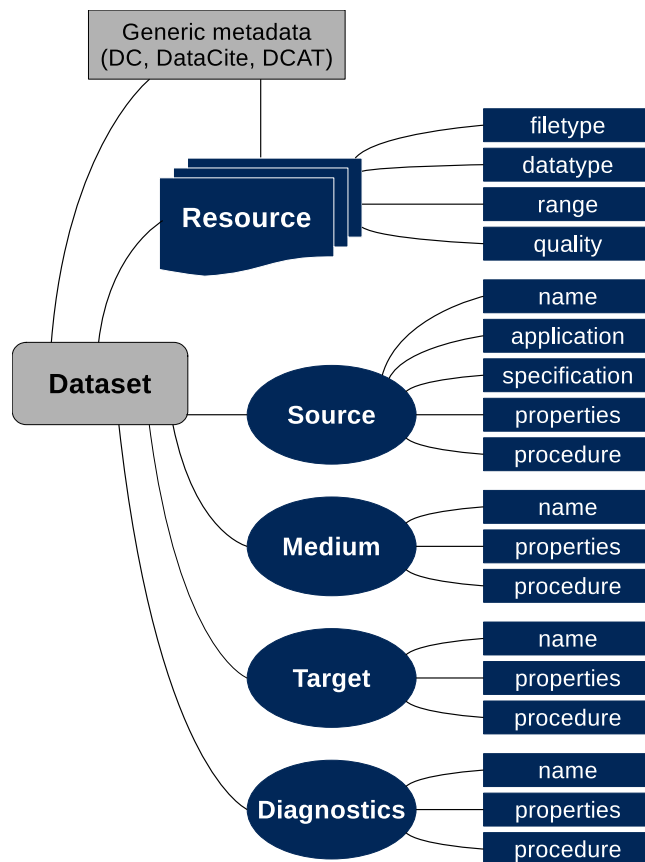 Generic metadata
(DC, DataCite, DCAT)
Resource
filetype
datatype
range
quality
Dataset
Source
name
application
specification
properties
procedure
Medium
name
properties
procedure
Target
name
properties
procedure
Diagnostics
name
properties
procedure